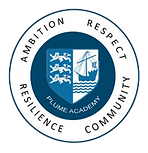 AMBITION
RESPECT
RESILIENCE
COMMUNITY
PLUME ACADEMY